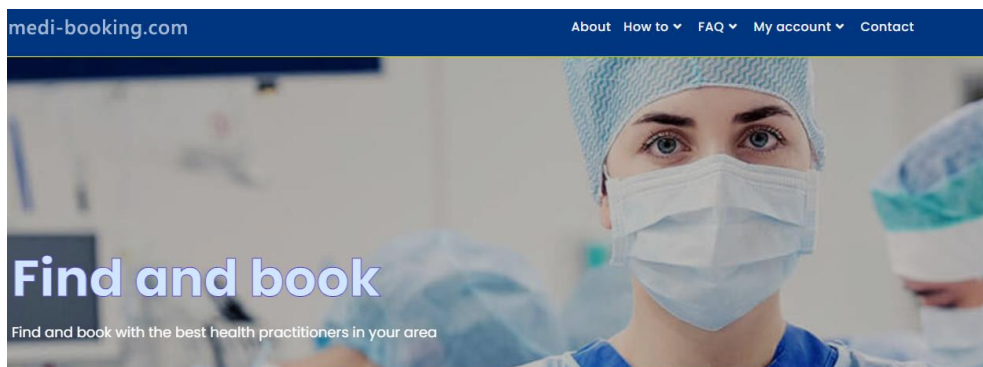 medi-booking.com
About How to FAQ My account Contact
Find and book
Find and book with the best health practitioners in your area